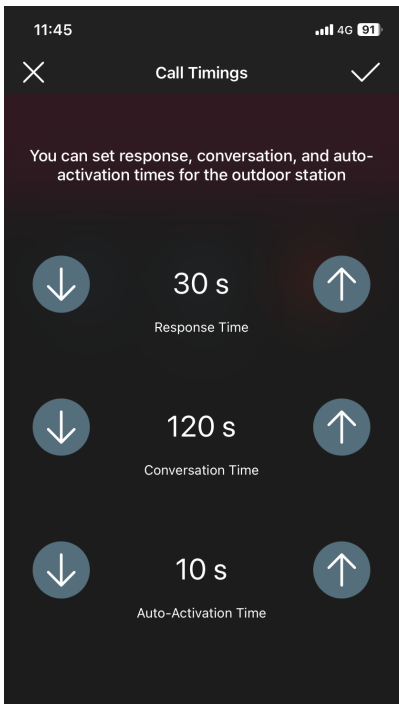 11:45 4G 91
Call Timings
You can set response, conversation, and auto-
activation times for the outdoor station
30 s
Response Time
120 s
Conversation Time
10 s
Auto-Activation Time